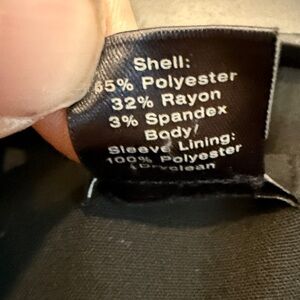 Shell:
65% Polyester
32% Rayon
3% Spandex
Body/
Sleeve Lining:
100% Polyester
Dryclean